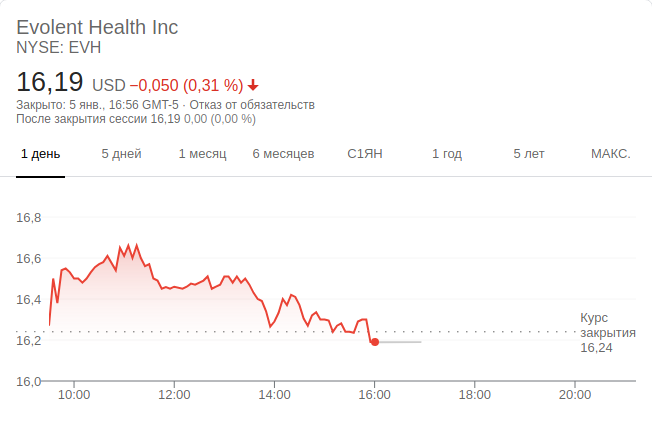 Evolent Health Inc
NYSE: EVH
16,19 USD −0,050 (0,31 %)
Закрыто: 5 янв., 16:56 GMT-5 · Отказ от обязательств
После закрытия сессии 16,19 0,00 (0,00 %)
1 день 5 дней 1 месяц 6 месяцев С1ЯН 1 год 5 лет МАКС.
16,8
16,6
16,4
16,2
16,0
Курс
закрытия
16,24
10:00 12:00 14:00 16:00 18:00 20:00